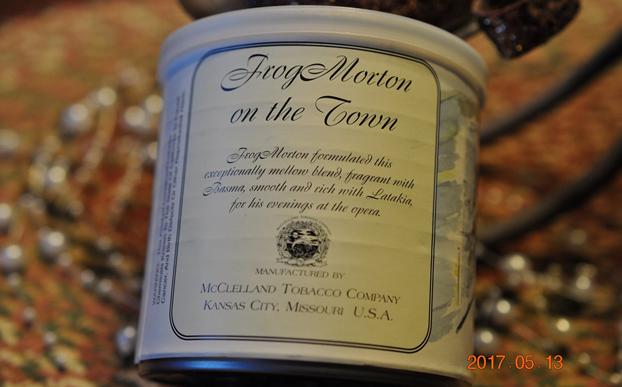 FrogMorton
on the Town
FrogMorton formulated this
exceptionally mellow blend, fragrant with
Basma, smooth and rich with Latakia,
for his evenings at the opera.
MANUFACTURED BY
MCCLELLAND TOBACCO COMPANY
KANSAS CITY, MISSOURI U.S.A.
2017.05.13